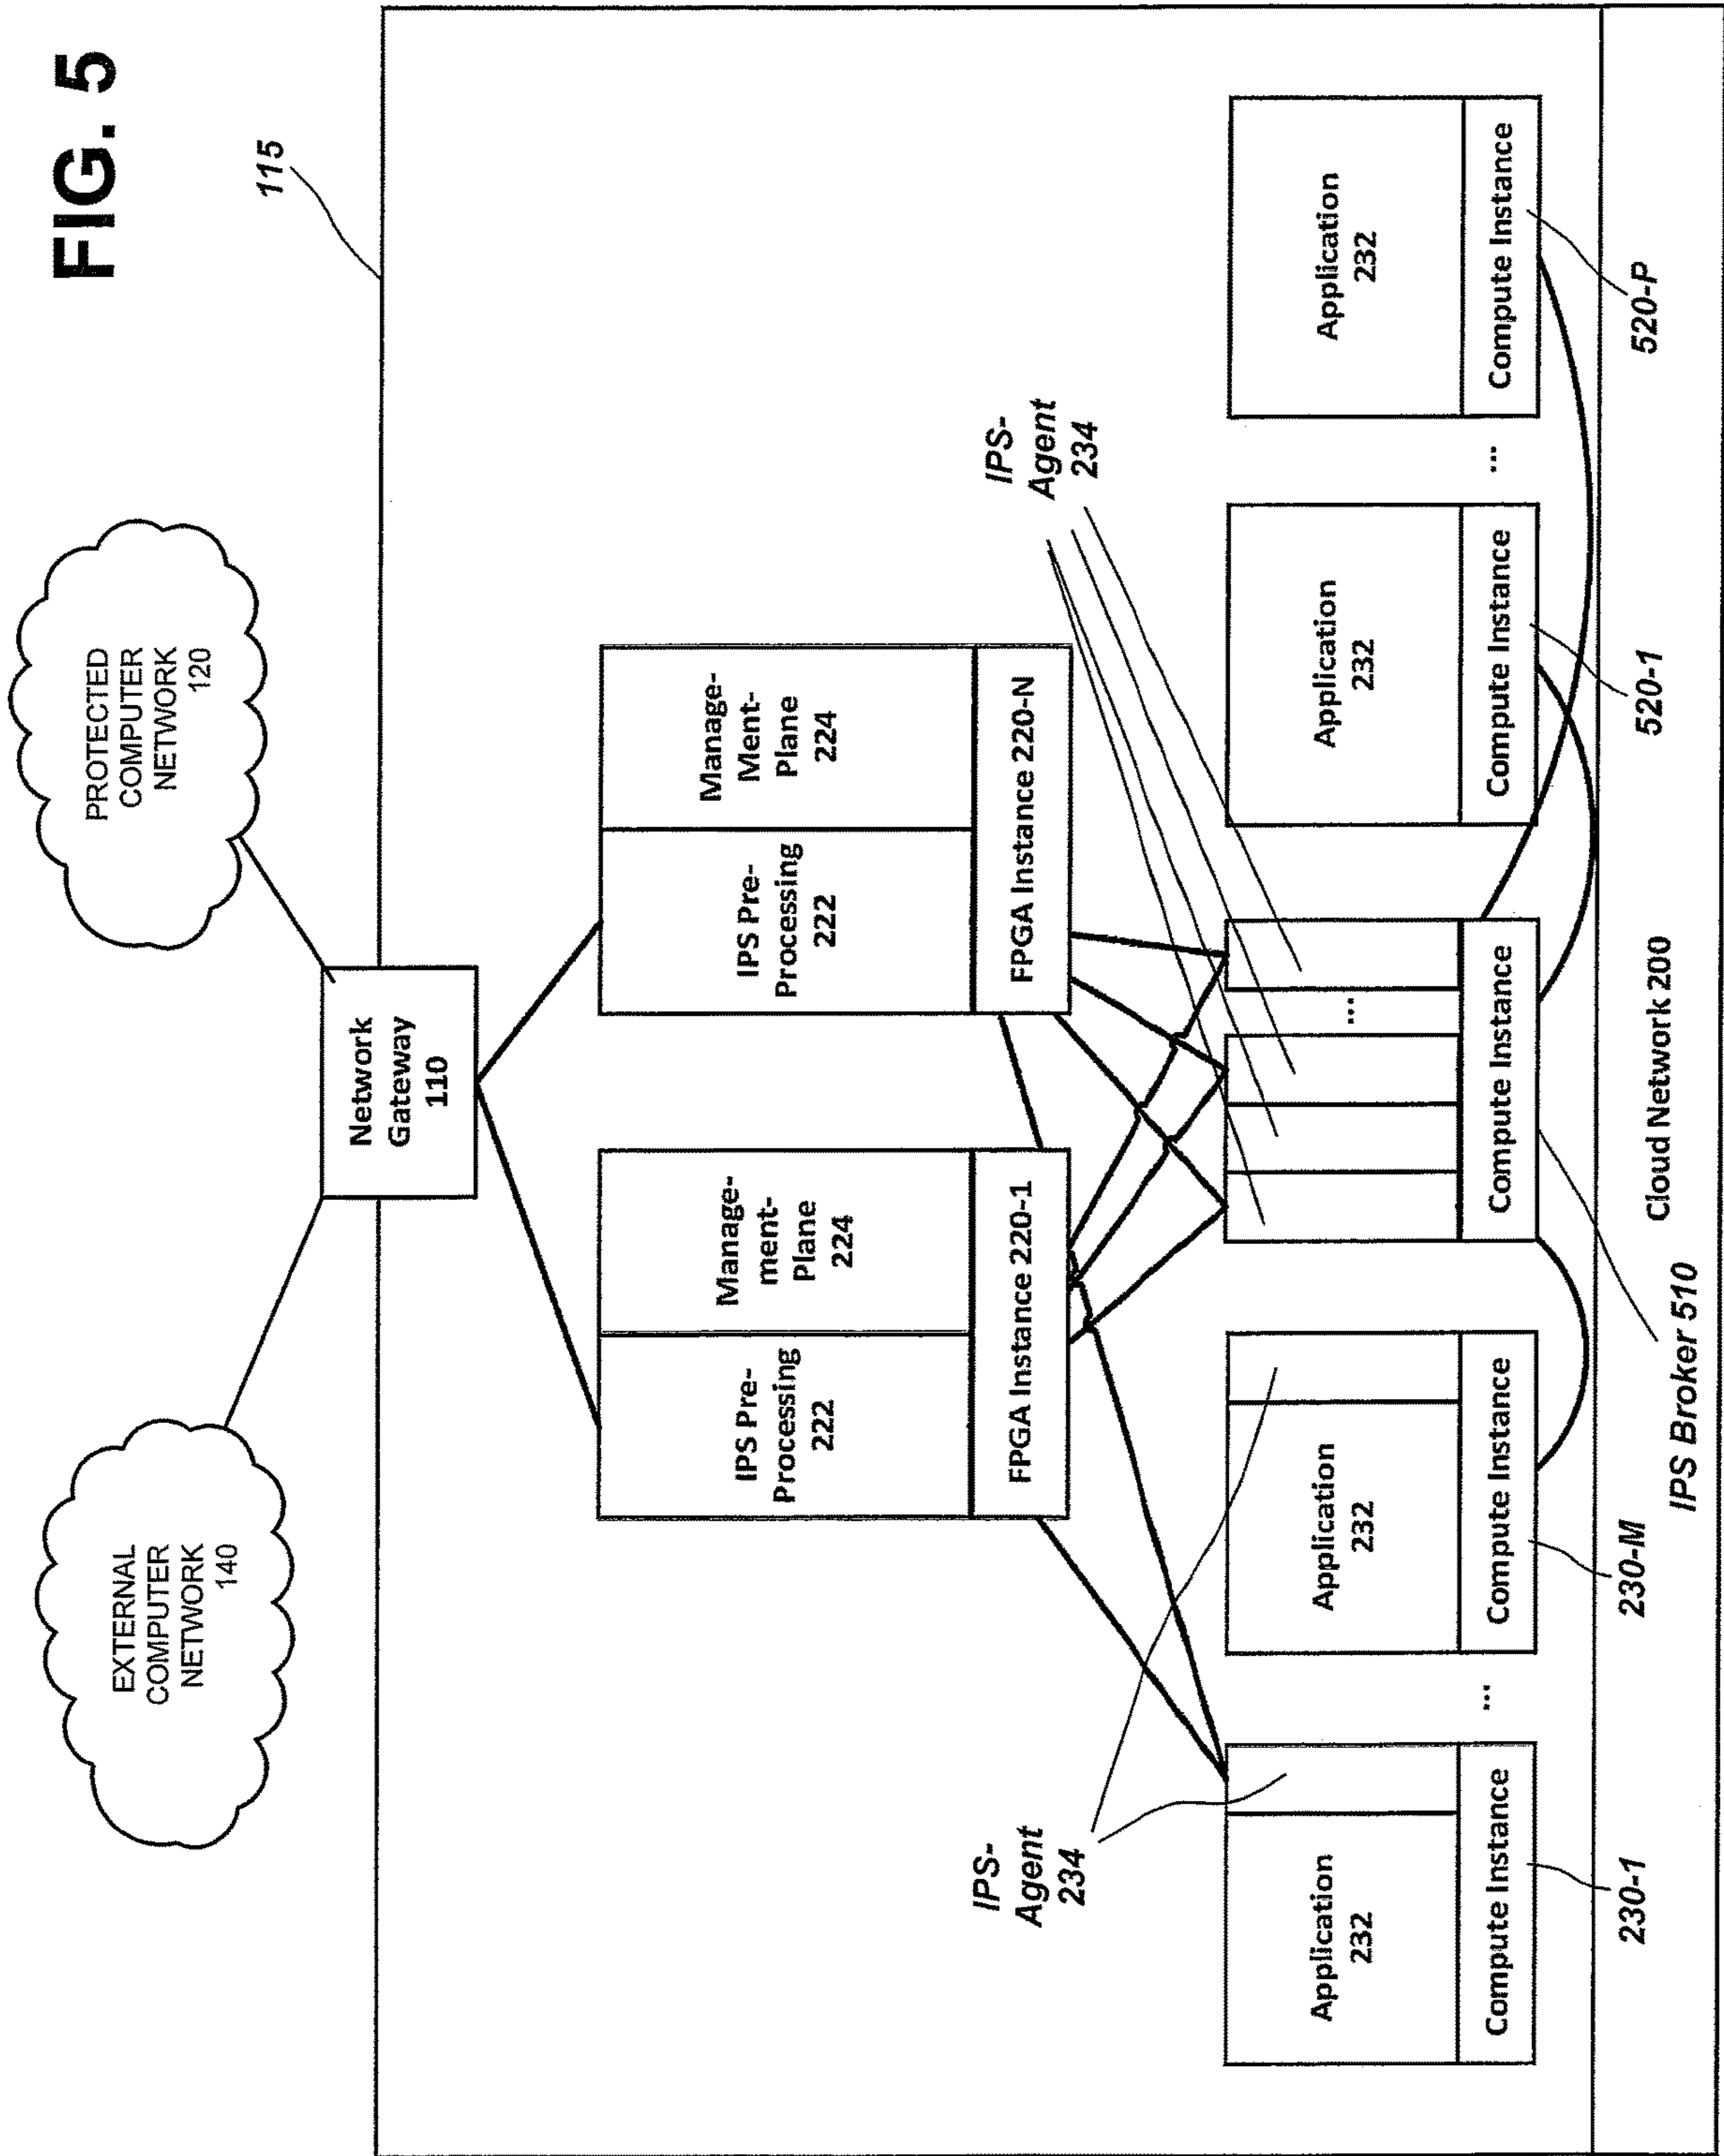 FIG. 5
EXTERNAL
COMPUTER
NETWORK
140
PROTECTED
COMPUTER
NETWORK
120
115
Network
Gateway
110
IPS Pre-
Processing
222
Manage-
ment-
Plane
224
FPGA Instance 220-1
IPS Pre-
Processing
222
Manage-
Ment-
Plane
224
FPGA Instance 220-N
IPS-
Agent
234
IPS-
Agent
234
Application
232
Compute Instance
...
Application
232
Compute Instance
...
Compute Instance
Application
232
Compute Instance
...
Application
232
Compute Instance
230-1
230-M
IPS Broker 510
Cloud Network 200
520-1
520-P